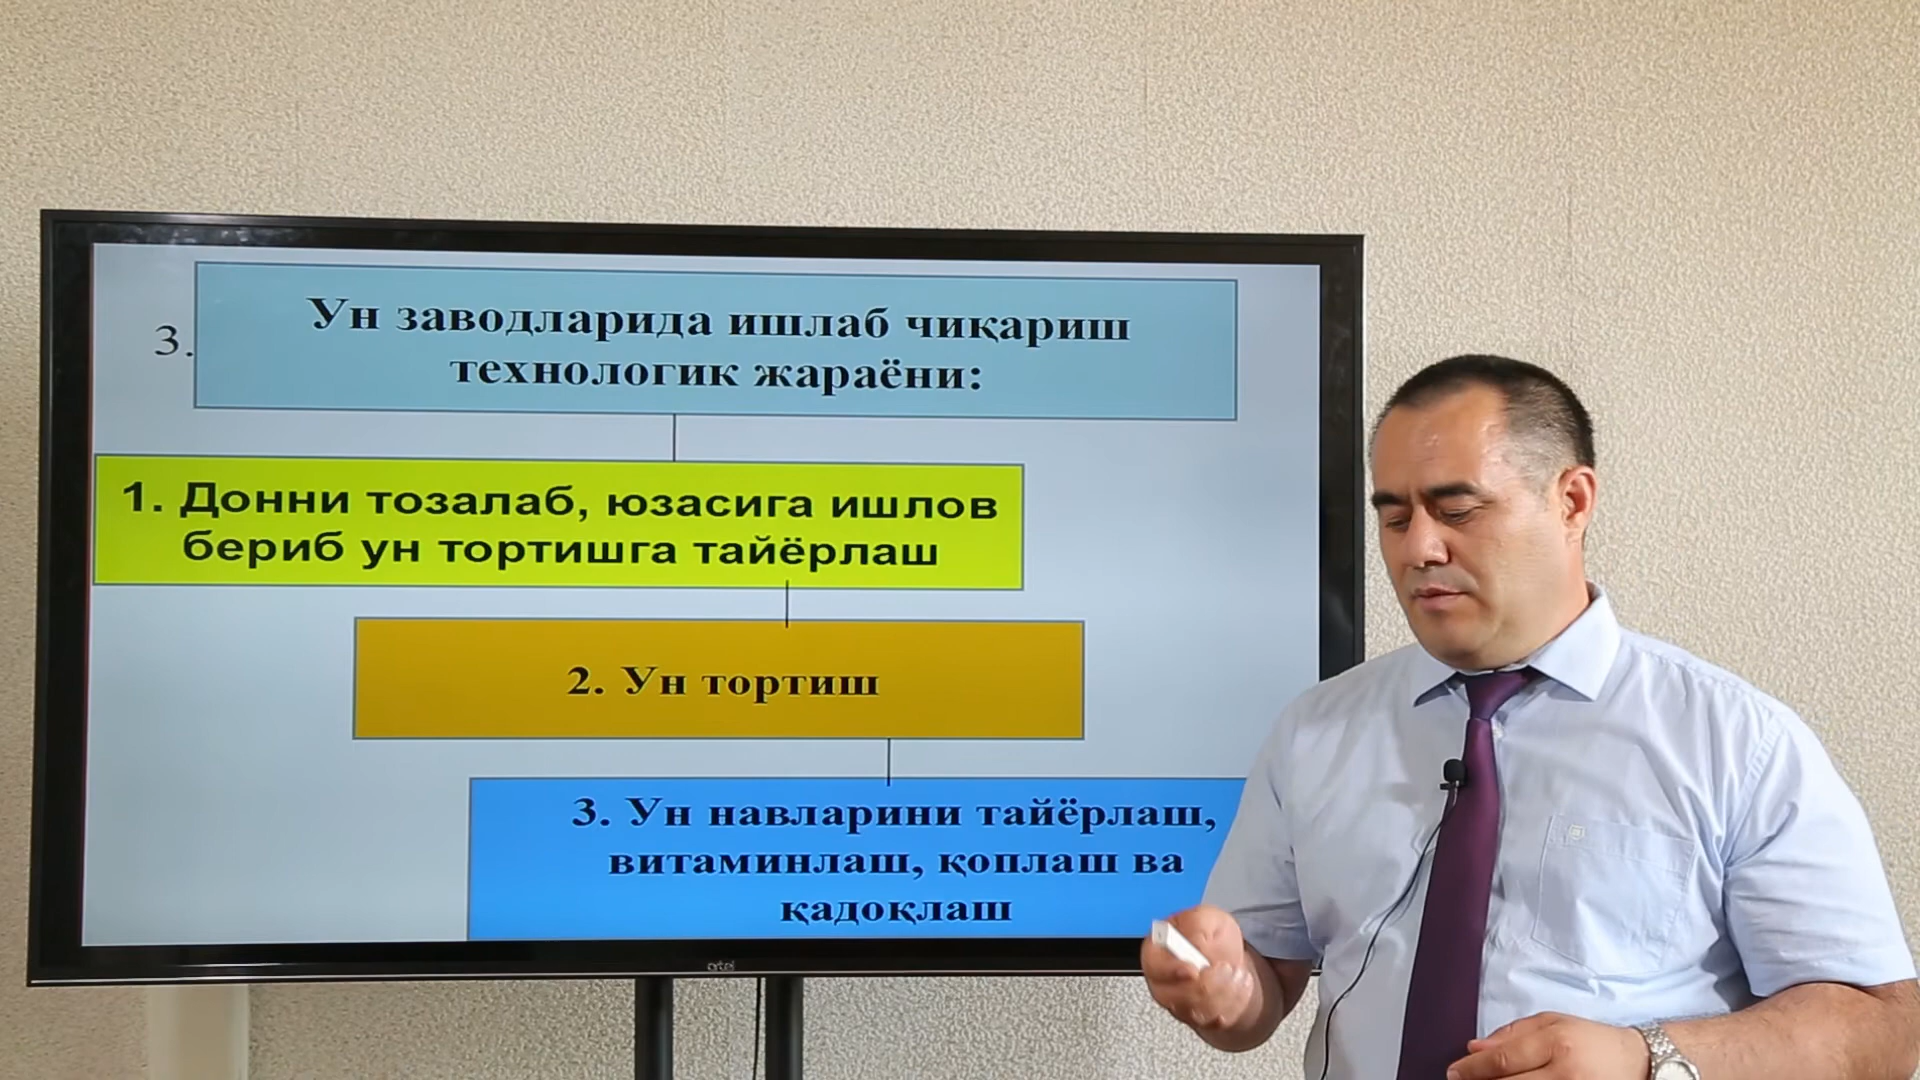 3.
Ун заводларида ишлаб чиқариш
технологик жараёни:
1. Донни тозалаб, юзасига ишлов
бериб ун тортишга тайёрлаш
2. Ун тортиш
3. Ун навларини тайёрлаш,
витаминлаш, қоплаш ва
қадоқлаш
artel